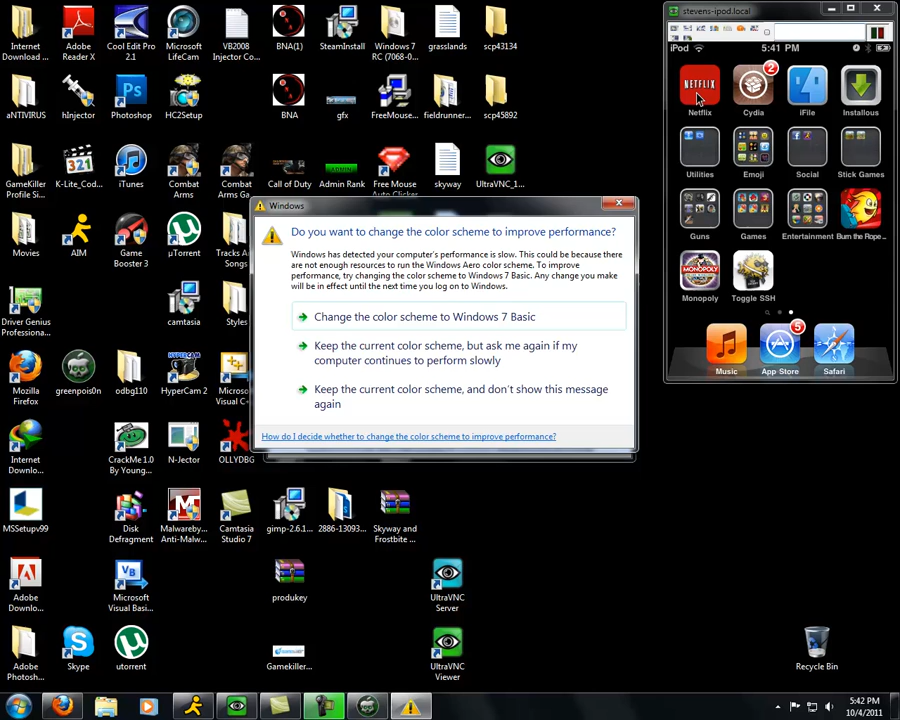 Internet
Download ...
Adobe
Reader X
Cool Edit Pro
2.1
Microsoft
LifeCam
VB2008
Injector Co...
BNA(1)
SteamInstall
Windows 7
RC (7068-0...
grasslands
scp43134
aNTIVIRUS
hInjector
Photoshop
HC2Setup
BNA
gfx
FreeMouse...
fieldrunner...
scp45892
GameKiller
Profile Si...
K-Lite_Cod...
iTunes
Combat
Arms
Combat
Arms Ga
Call of Duty
Admin Rank
Free Mouse
Auto Clicker
skyway
UltraVNC_1...
Movies
AIM
Game
Booster 3
µTorrent
Tracks A
Songs
Driver Genius
Professiona...
camtasia
Styles
Mozilla
Firefox
greenpois0n
odbg110
HyperCam 2
Micros
Visual C+
Internet
Downlo...
CrackMe 1.0
By Young...
N-Jector
OLLYDBG
MSSetupv99
Disk
Defragment
Malwareby...
Anti-Malw...
Camtasia
Studio 7
gimp-2.6.1...
2886-13093...
Skyway and
Frostbite ...
Adobe
Downlo...
Microsoft
Visual Basi...
produkey
UltraVNC
Server
Adobe
Photosh...
Skype
utorrent
Gamekiller...
UltraVNC
Viewer
Recycle Bin
Windows
Do you want to change the color scheme to improve performance?
Windows has detected your computer's performance is slow. This could be because there
are not enough resources to run the Windows Aero color scheme. To improve
performance, try changing the color scheme to Windows 7 Basic. Any change you make
will be in effect until the next time you log on to Windows.
Change the color scheme to Windows 7 Basic
Keep the current color scheme, but ask me again if my
computer continues to perform slowly
Keep the current color scheme, and don't show this message
again
How do I decide whether to change the color scheme to improve performance?
stevens-ipod.local
iPod
5:41 PM
NETFLIX
2
Netflix
Cydia
iFile
Installous
Utilities
Emoji
Social
Stick Games
Guns
Games
Entertainment
Burn the Rope...
MONOPOLY
Monopoly
Toggle SSH
5
Music
App Store
Safari
5:42 PM
10/4/2011